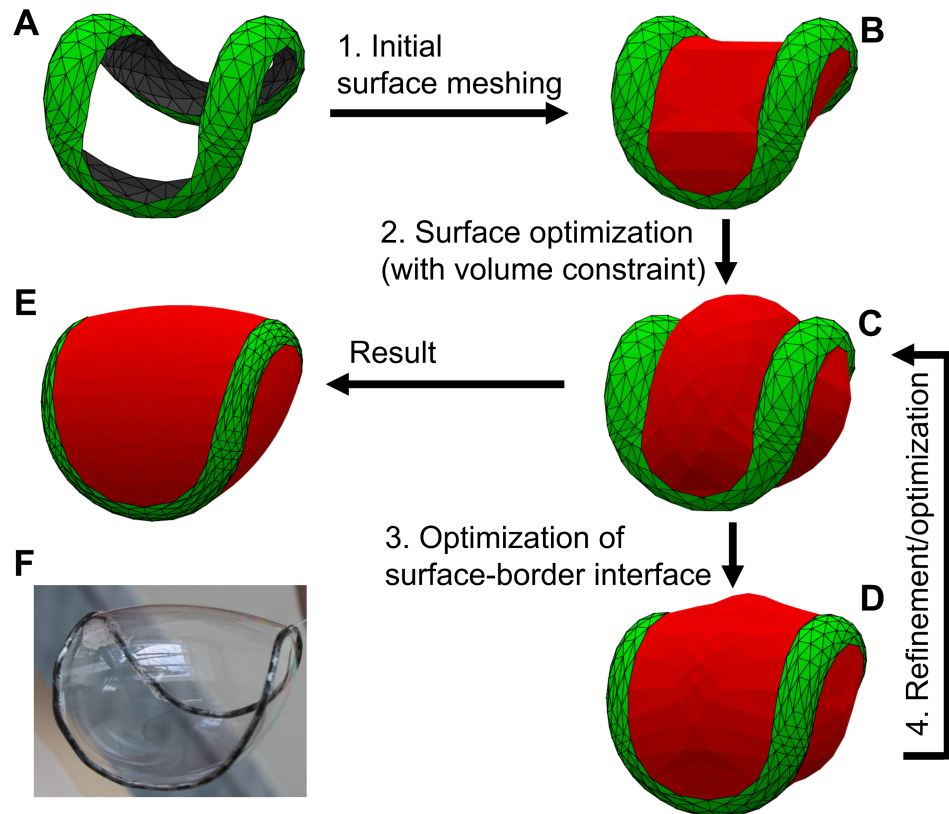 A
1. Initial
surface meshing
B
2. Surface optimization
(with volume constraint)
E
Result
C
3. Optimization of
surface-border interface
4. Refinement/optimization
F
D